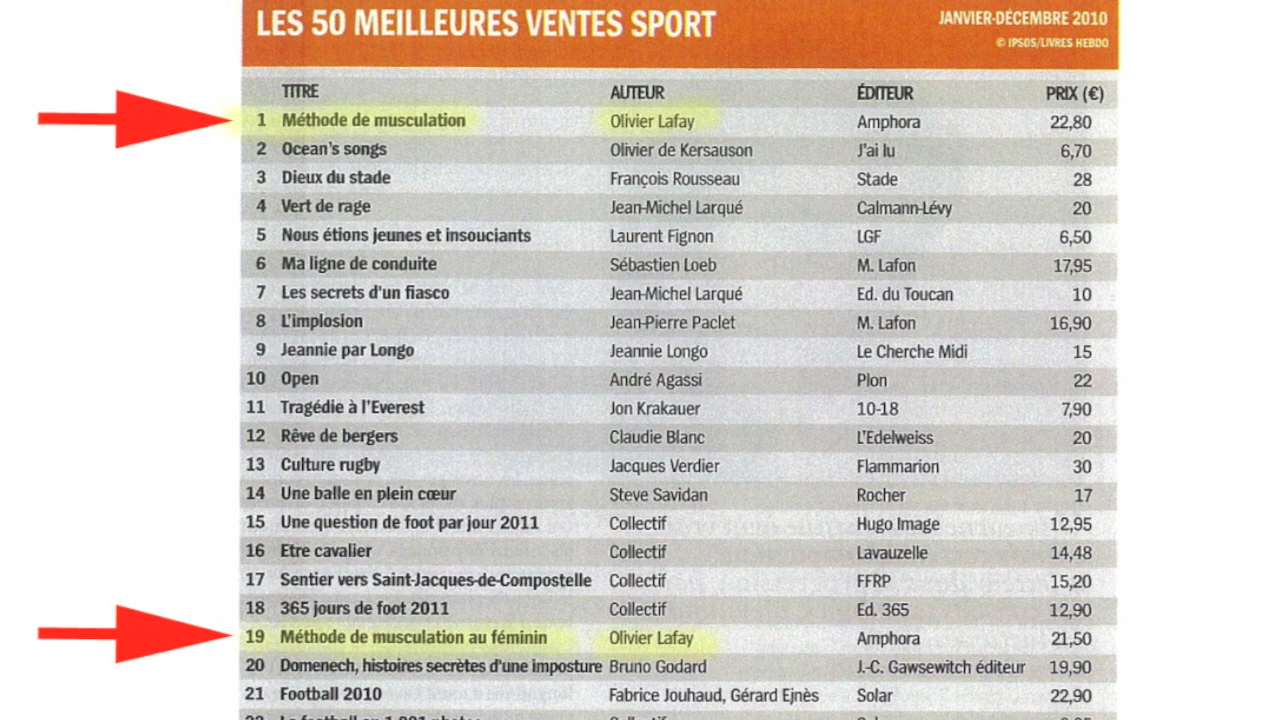 LES 50 MEILLEURES VENTES SPORT JANVIER-DÉCEMBRE 2010
© IPSOS/LIVRES HEBDO
TITRE AUTEUR ÉDITEUR PRIX (€)
1 Méthode de musculation Olivier Lafay Amphora 22,80
2 Ocean's songs Olivier de Kersauson J'ai lu 6,70
3 Dieux du stade François Rousseau Stade 28
4 Vert de rage Jean-Michel Larqué Calmann-Lévy 20
5 Nous étions jeunes et insouciants Laurent Fignon LGF 6,50
6 Ma ligne de conduite Sébastien Loeb M. Lafon 17,95
7 Les secrets d'un fiasco Jean-Michel Larqué Ed. du Toucan 10
8 L'implosion Jean-Pierre Paclet M. Lafon 16,90
9 Jeannie par Longo Jeannie Longo Le Cherche Midi 15
10 Open André Agassi Plon 22
11 Tragédie à l'Everest Jon Krakauer 10-18 7,90
12 Rêve de bergers Claudie Blanc L'Edelweiss 20
13 Culture rugby Jacques Verdier Flammarion 30
14 Une balle en plein cœur Steve Savidan Rocher 17
15 Une question de foot par jour 2011 Collectif Hugo Image 12,95
16 Etre cavalier Collectif Lavauzelle 14,48
17 Sentier vers Saint-Jacques-de-Compostelle Collectif FFRP 15,20
18 365 jours de foot 2011 Collectif Ed. 365 12,90
19 Méthode de musculation au féminin Olivier Lafay Amphora 21,50
20 Domenech, histoires secrètes d'une imposture Bruno Godard J.-C. Gawsewitch éditeur 19,90
21 Football 2010 Fabrice Jouhaud, Gérard Ejnès Solar 22,90